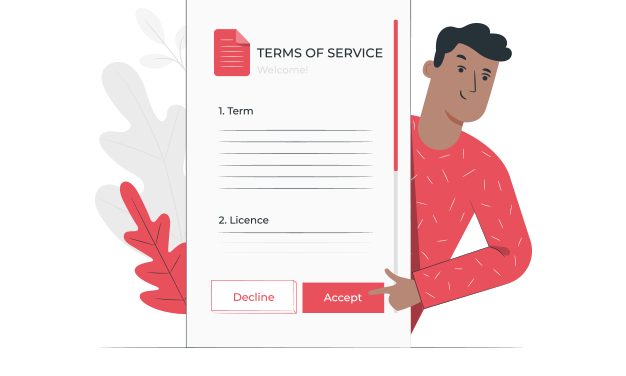 TERMS OF SERVICE
Welcome!
1. Term
2. Licence
Decline
Accept